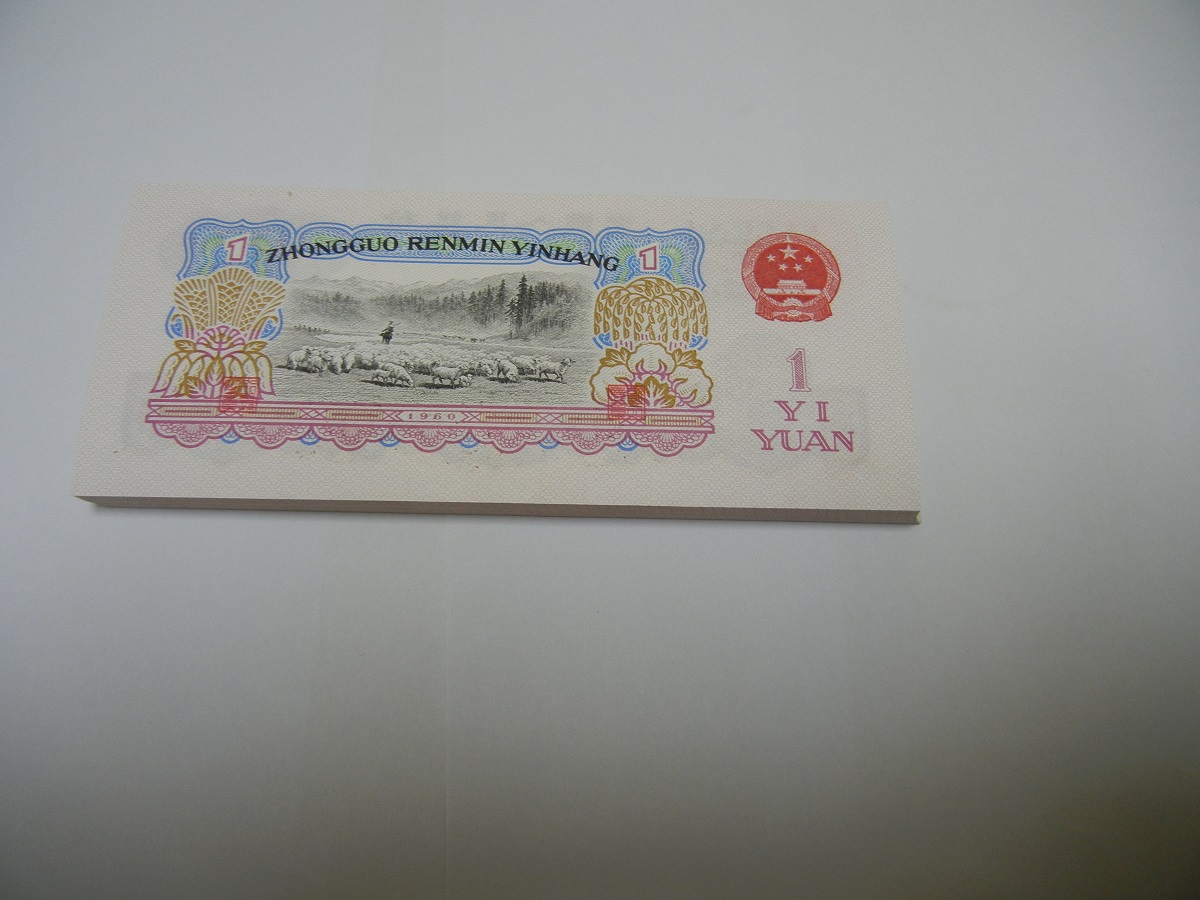 1 ZHONGGUO RENMIN YINHANG 1
1960
1
YI
YUAN